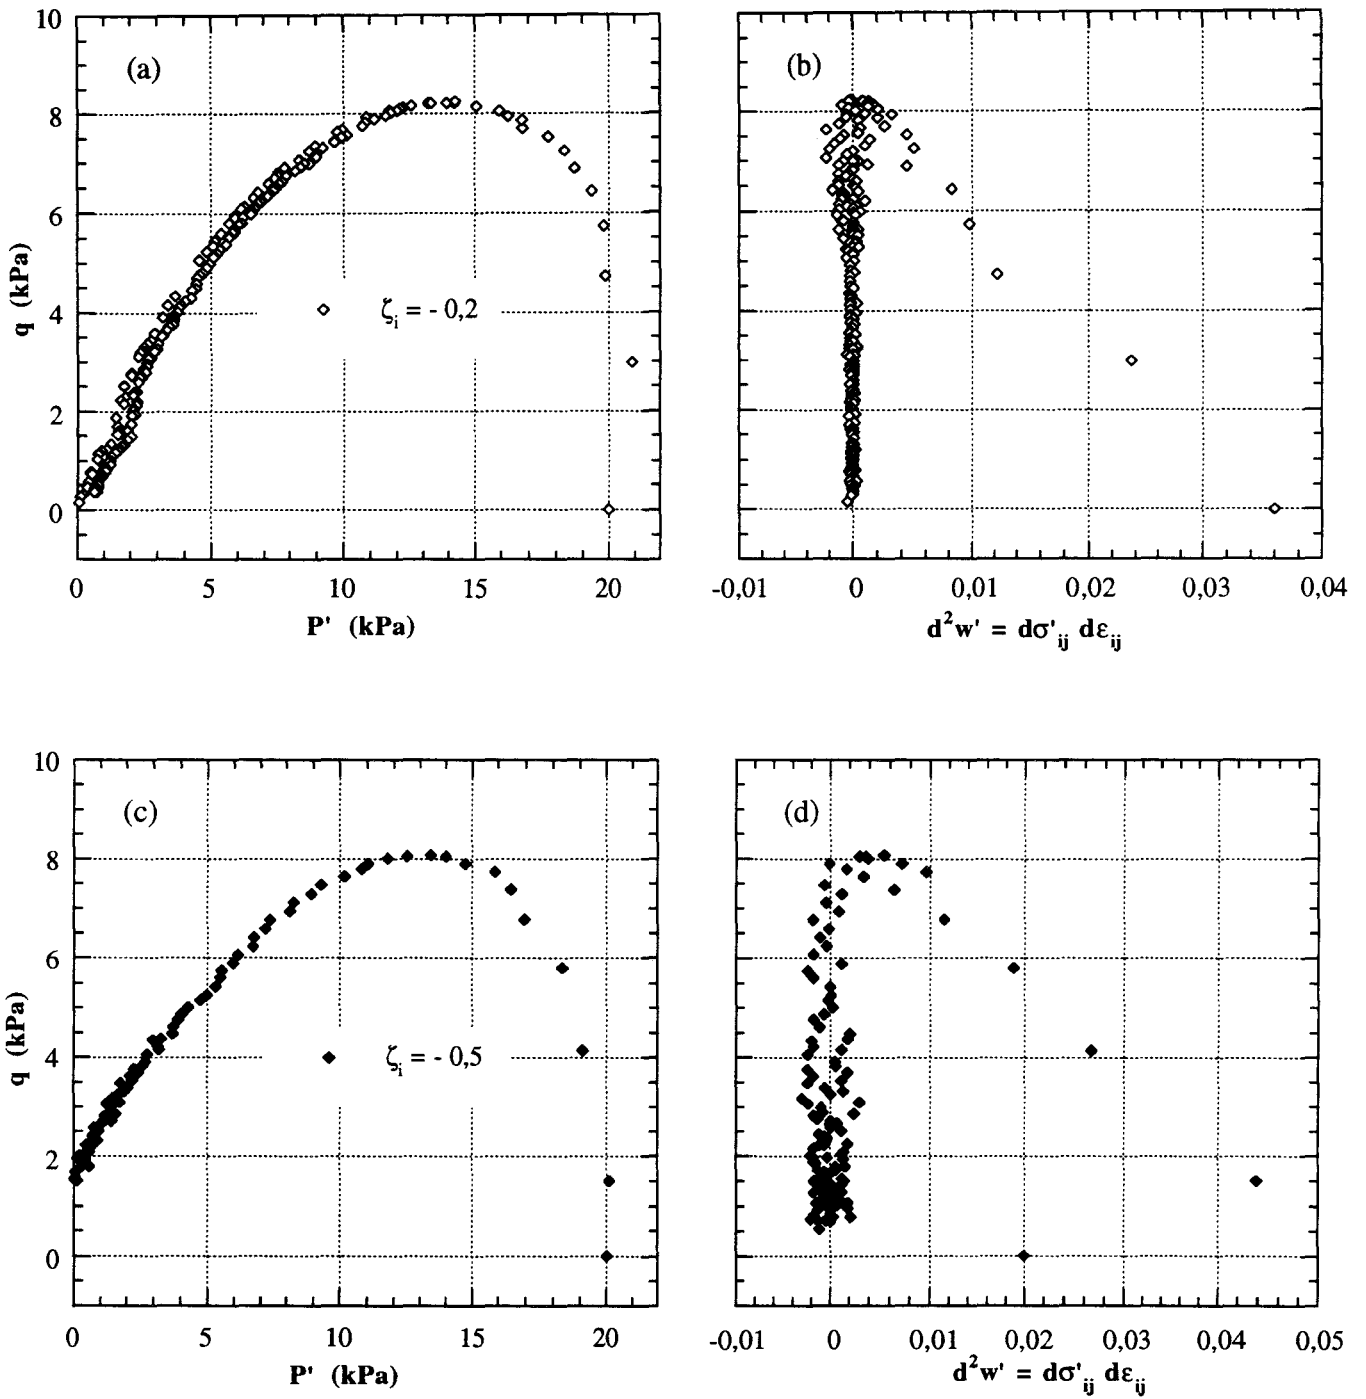 10
8
6
4
2
0
q (kPa)
(a)
ζi = - 0,2
0 5 10 15 20
P' (kPa)
(b)
-0,01 0 0,01 0,02 0,03 0,04
d²w' = dσ'ij dεij
10
8
6
4
2
0
q (kPa)
(c)
ζi = - 0,5
0 5 10 15 20
P' (kPa)
(d)
-0,01 0 0,01 0,02 0,03 0,04 0,05
d²w' = dσ'ij dεij